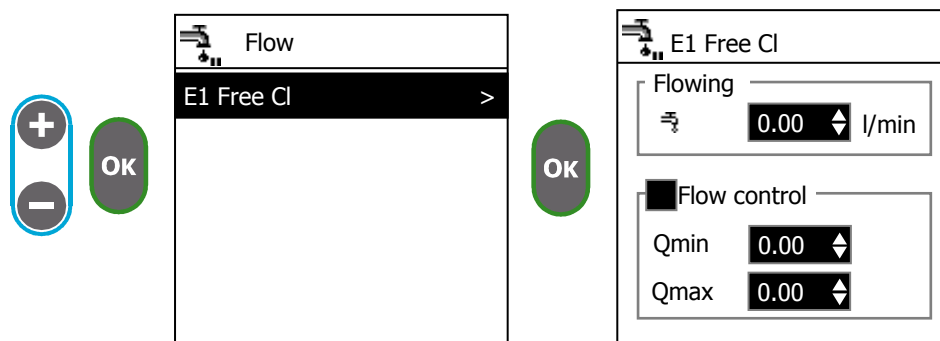 +
−
OK
Flow
E1 Free Cl >
OK
E1 Free Cl
Flowing
0.00 l/min
Flow control
Qmin 0.00
Qmax 0.00